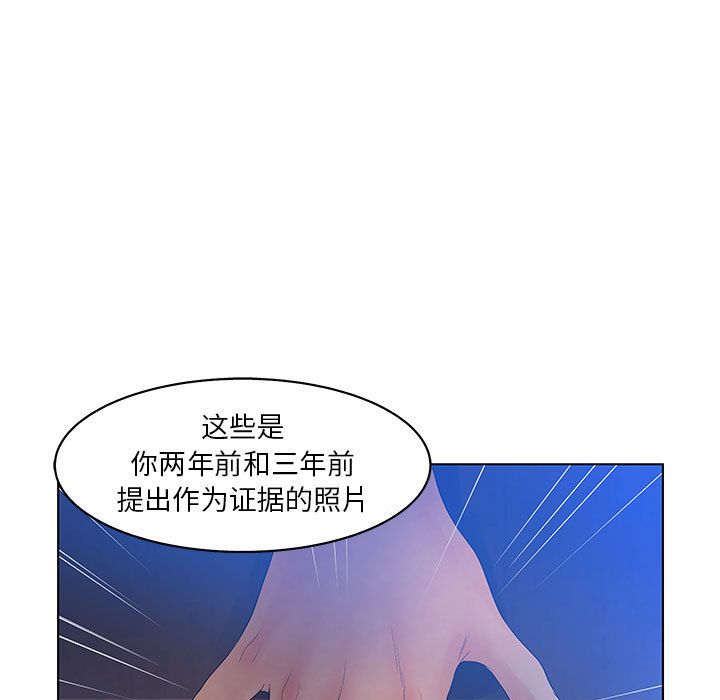 这些是
你两年前和三年前
提出作为证据的照片